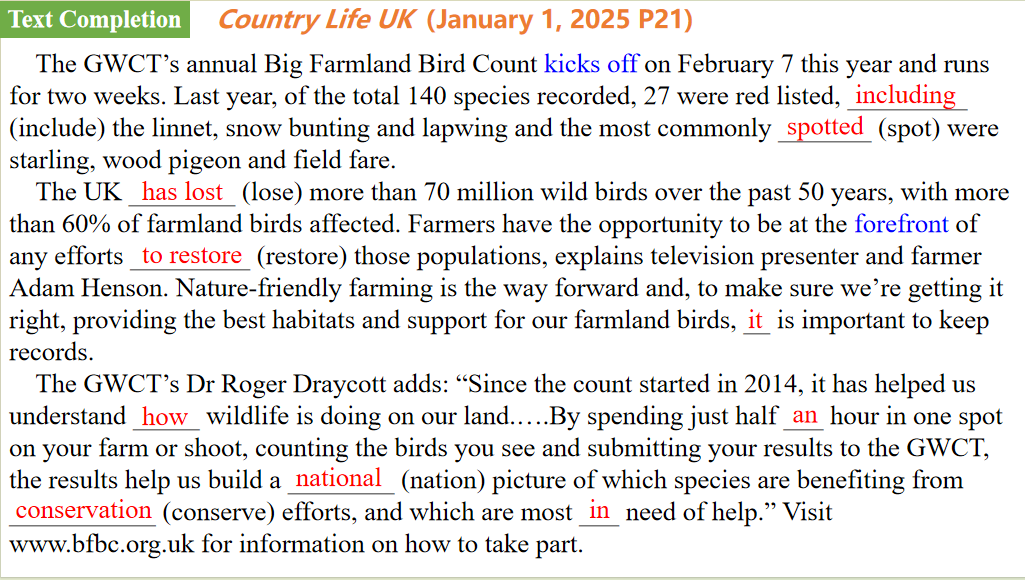 Text Completion Country Life UK (January 1, 2025 P21)
The GWCT's annual Big Farmland Bird Count kicks off on February 7 this year and runs
for two weeks. Last year, of the total 140 species recorded, 27 were red listed, including
(include) the linnet, snow bunting and lapwing and the most commonly spotted (spot) were
starling, wood pigeon and field fare.
The UK has lost (lose) more than 70 million wild birds over the past 50 years, with more
than 60% of farmland birds affected. Farmers have the opportunity to be at the forefront of
any efforts to restore (restore) those populations, explains television presenter and farmer
Adam Henson. Nature-friendly farming is the way forward and, to make sure we're getting it
right, providing the best habitats and support for our farmland birds, it is important to keep
records.
The GWCT's Dr Roger Draycott adds: “Since the count started in 2014, it has helped us
understand how wildlife is doing on our land.….By spending just half an hour in one spot
on your farm or shoot, counting the birds you see and submitting your results to the GWCT,
the results help us build a national (nation) picture of which species are benefiting from
conservation (conserve) efforts, and which are most in need of help.” Visit
www.bfbc.org.uk for information on how to take part.